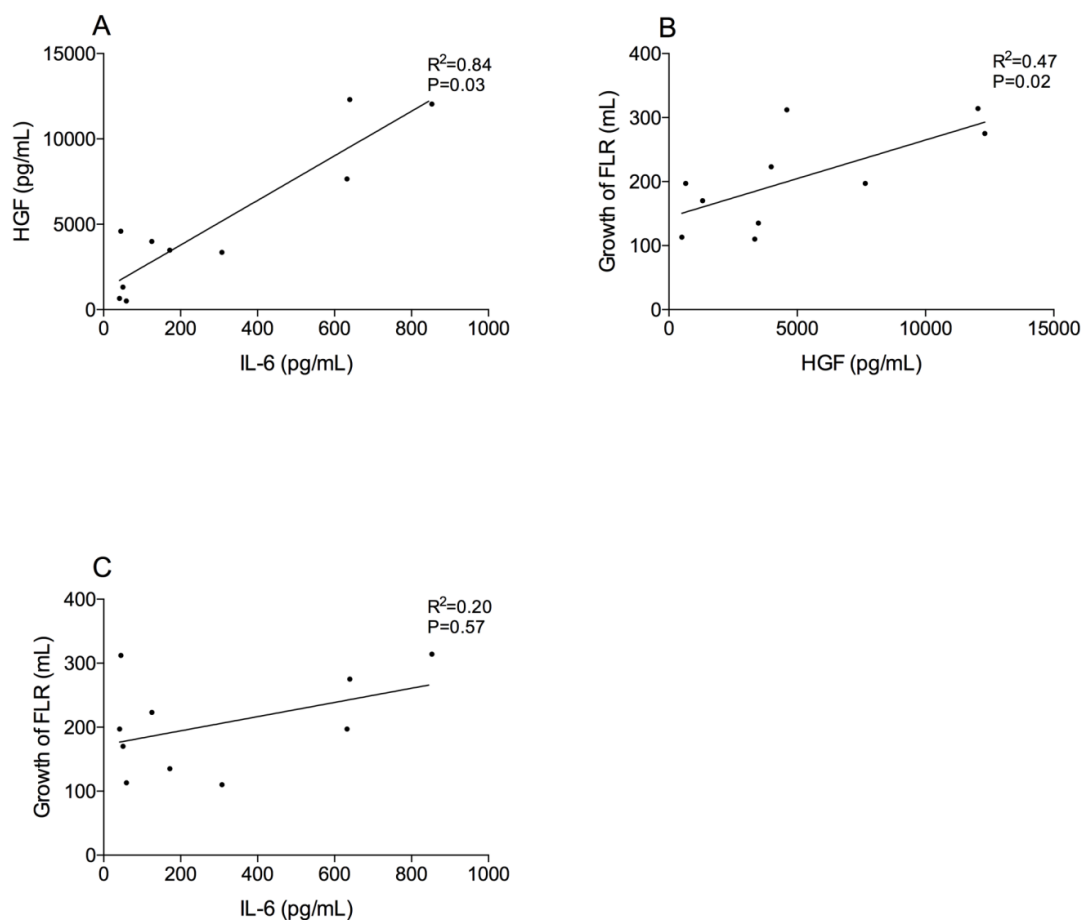 A
R²=0.84
P=0.03
15000
10000
5000
0
HGF (pg/mL)
0 200 400 600 800 1000
IL-6 (pg/mL)
B
R²=0.47
P=0.02
400
300
200
100
0
Growth of FLR (mL)
0 5000 10000 15000
HGF (pg/mL)
C
R²=0.20
P=0.57
400
300
200
100
0
Growth of FLR (mL)
0 200 400 600 800 1000
IL-6 (pg/mL)